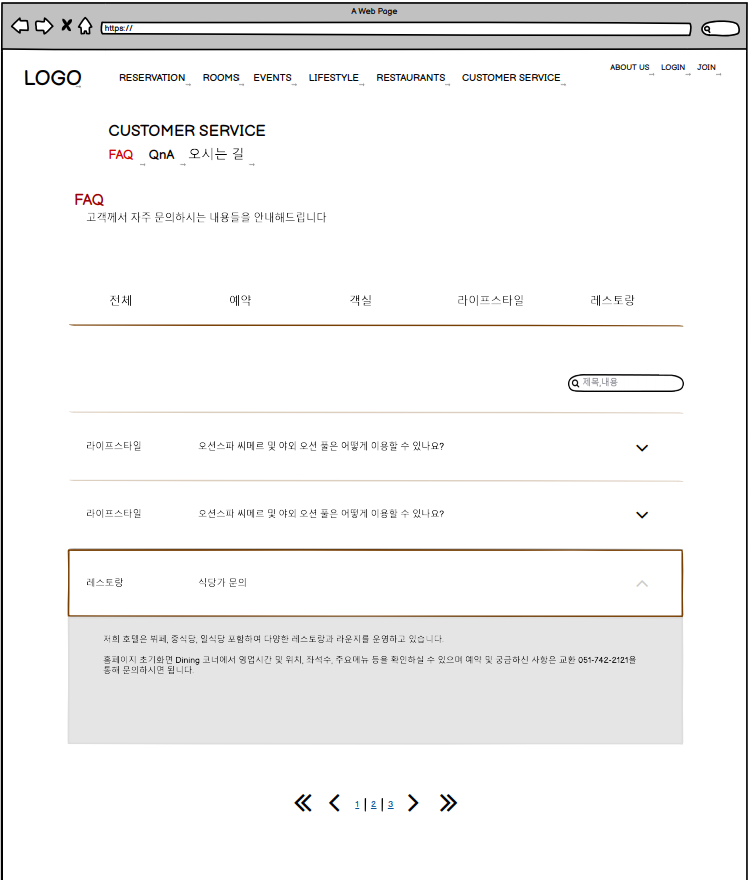 A Web Page
https://
ABOUT US LOGIN JOIN
LOGO RESERVATION ROOMS EVENTS LIFESTYLE RESTAURANTS CUSTOMER SERVICE
CUSTOMER SERVICE
FAQ QnA 오시는 길
FAQ
고객께서 자주 문의하시는 내용들을 안내해드립니다
전체 예약 객실 라이프스타일 레스토랑
제목,내용
라이프스타일 오션스파 씨메르 및 야외 오션 풀은 어떻게 이용할 수 있나요?
라이프스타일 오션스파 씨메르 및 야외 오션 풀은 어떻게 이용할 수 있나요?
레스토랑 식당가 문의
저희 호텔은 뷔페, 중식당, 일식당 포함하여 다양한 레스토랑과 라운지를 운영하고 있습니다.
홈페이지 초기화면 Dining 코너에서 영업시간 및 위치, 좌석수, 주요메뉴 등을 확인하실 수 있으며 예약 및 궁금하신 사항은 교환 051-742-2121을
통해 문의하시면 됩니다.
1 | 2 | 3